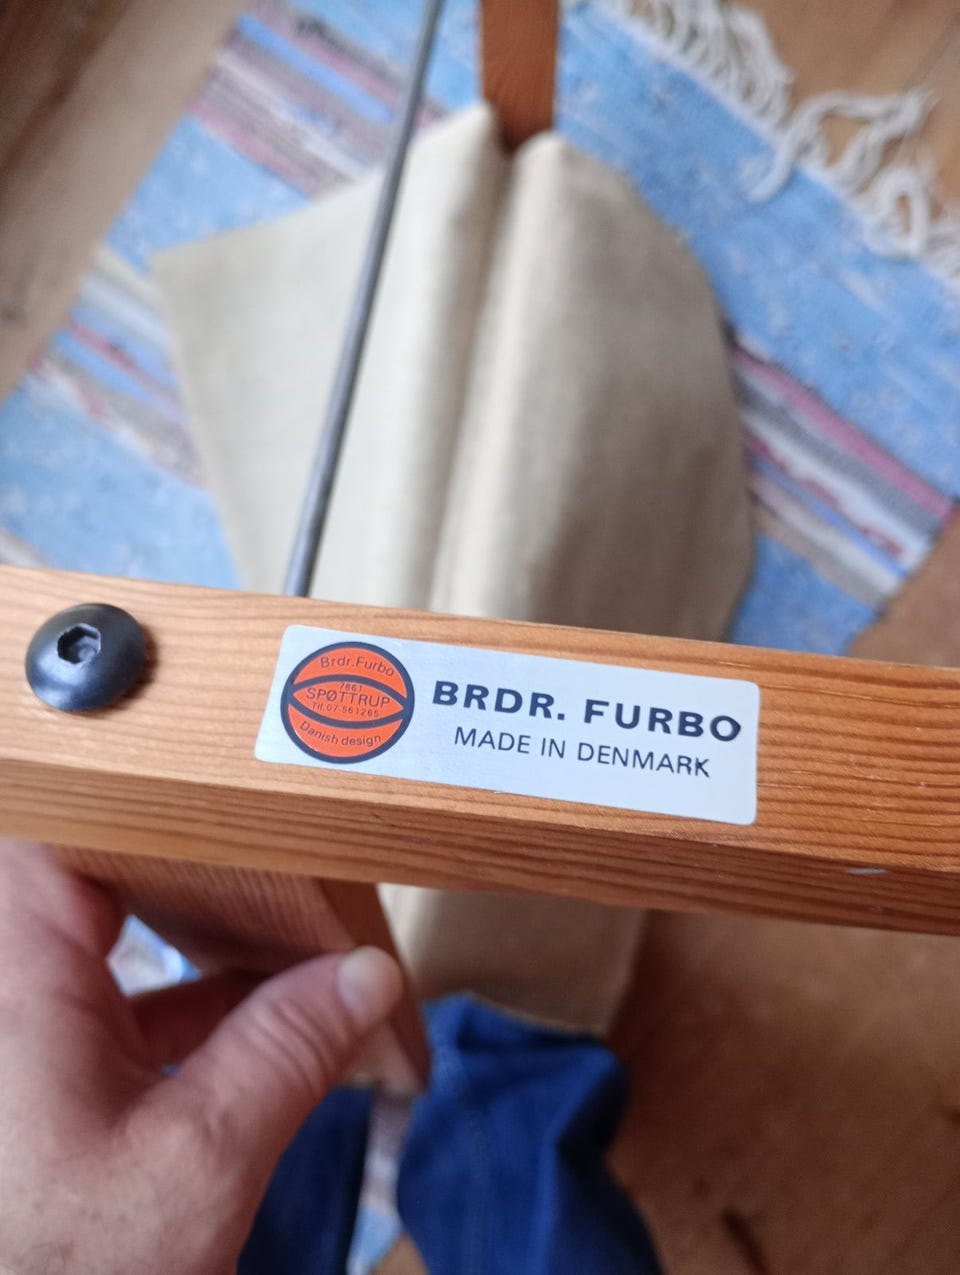 Brdr. Furbo
7861
SPØTTRUP
Tlf. 07-561265
Danish design
BRDR. FURBO
MADE IN DENMARK